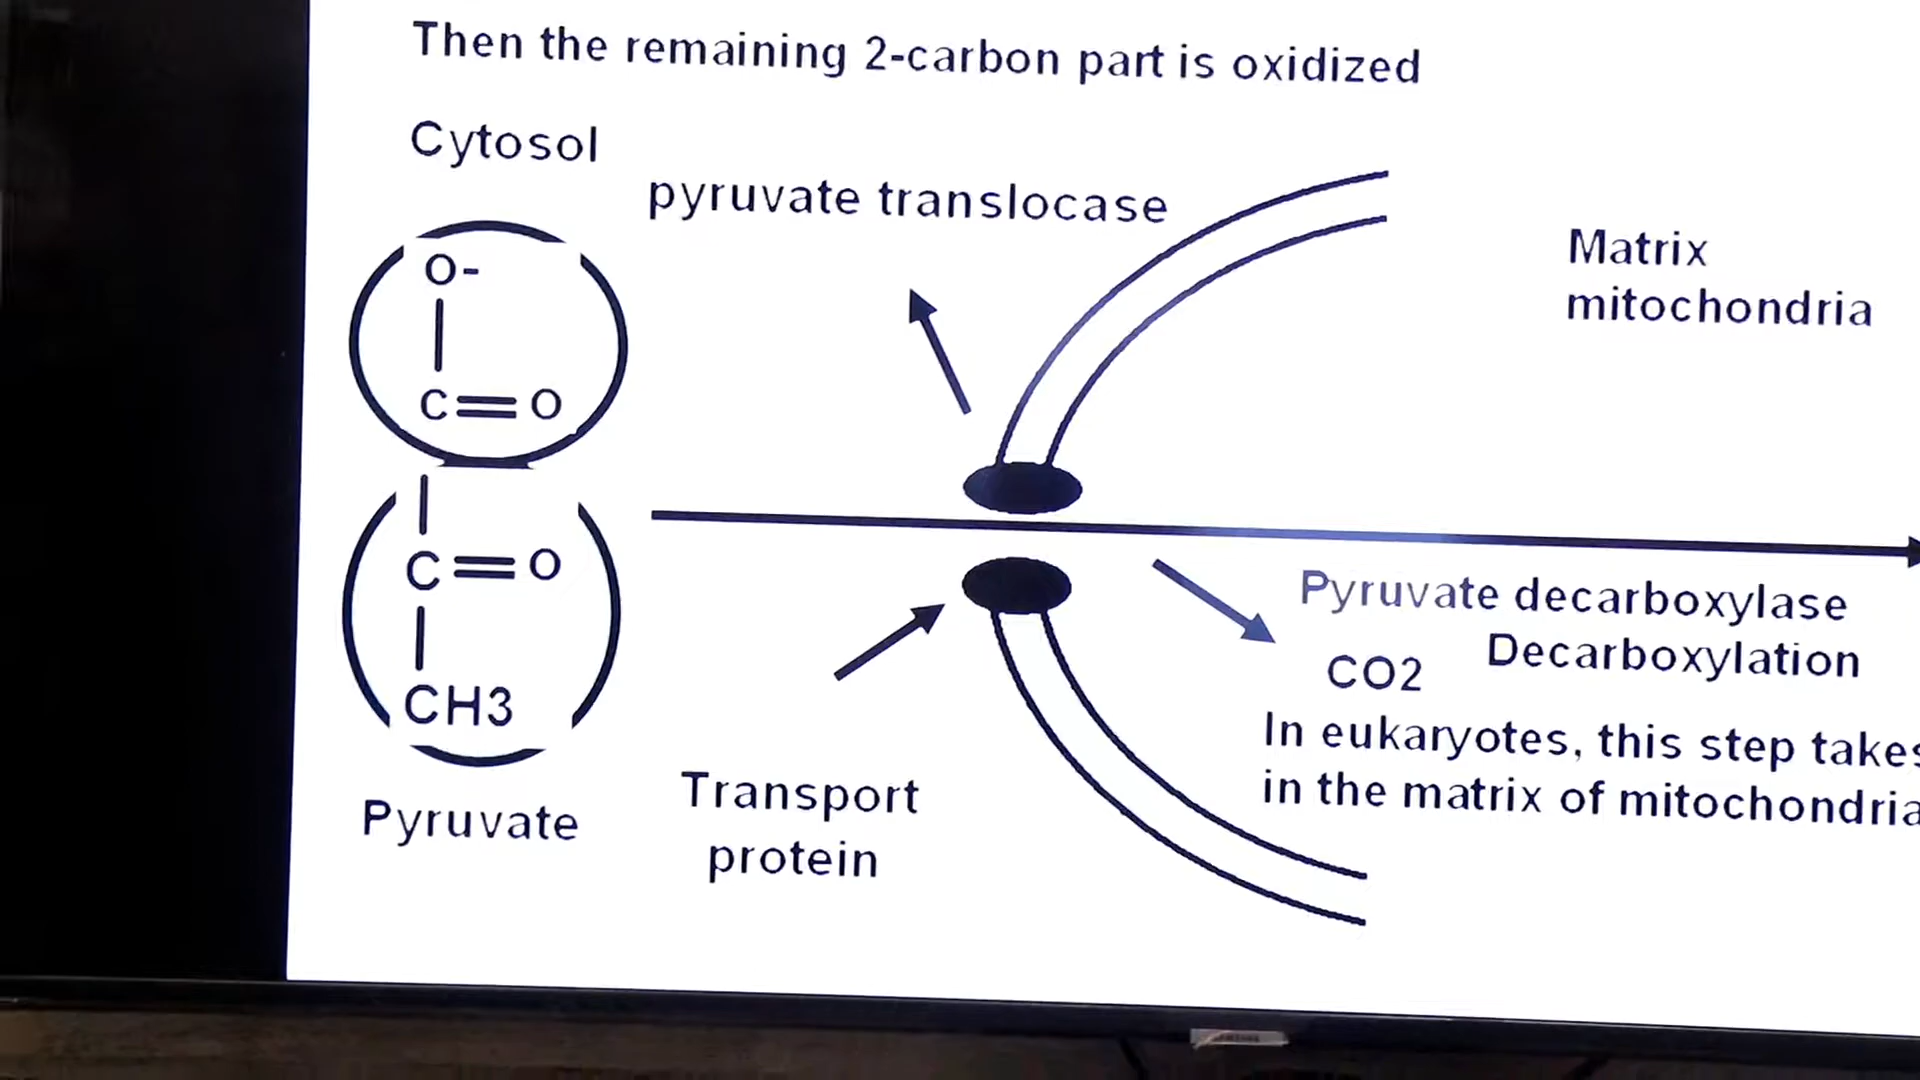 Then the remaining 2-carbon part is oxidized
Cytosol
pyruvate translocase
Matrix
mitochondria
O-
C=O
C=O
CH3
Pyruvate
Transport
protein
Pyruvate decarboxylase
Decarboxylation
CO2
In eukaryotes, this step takes
in the matrix of mitochondria